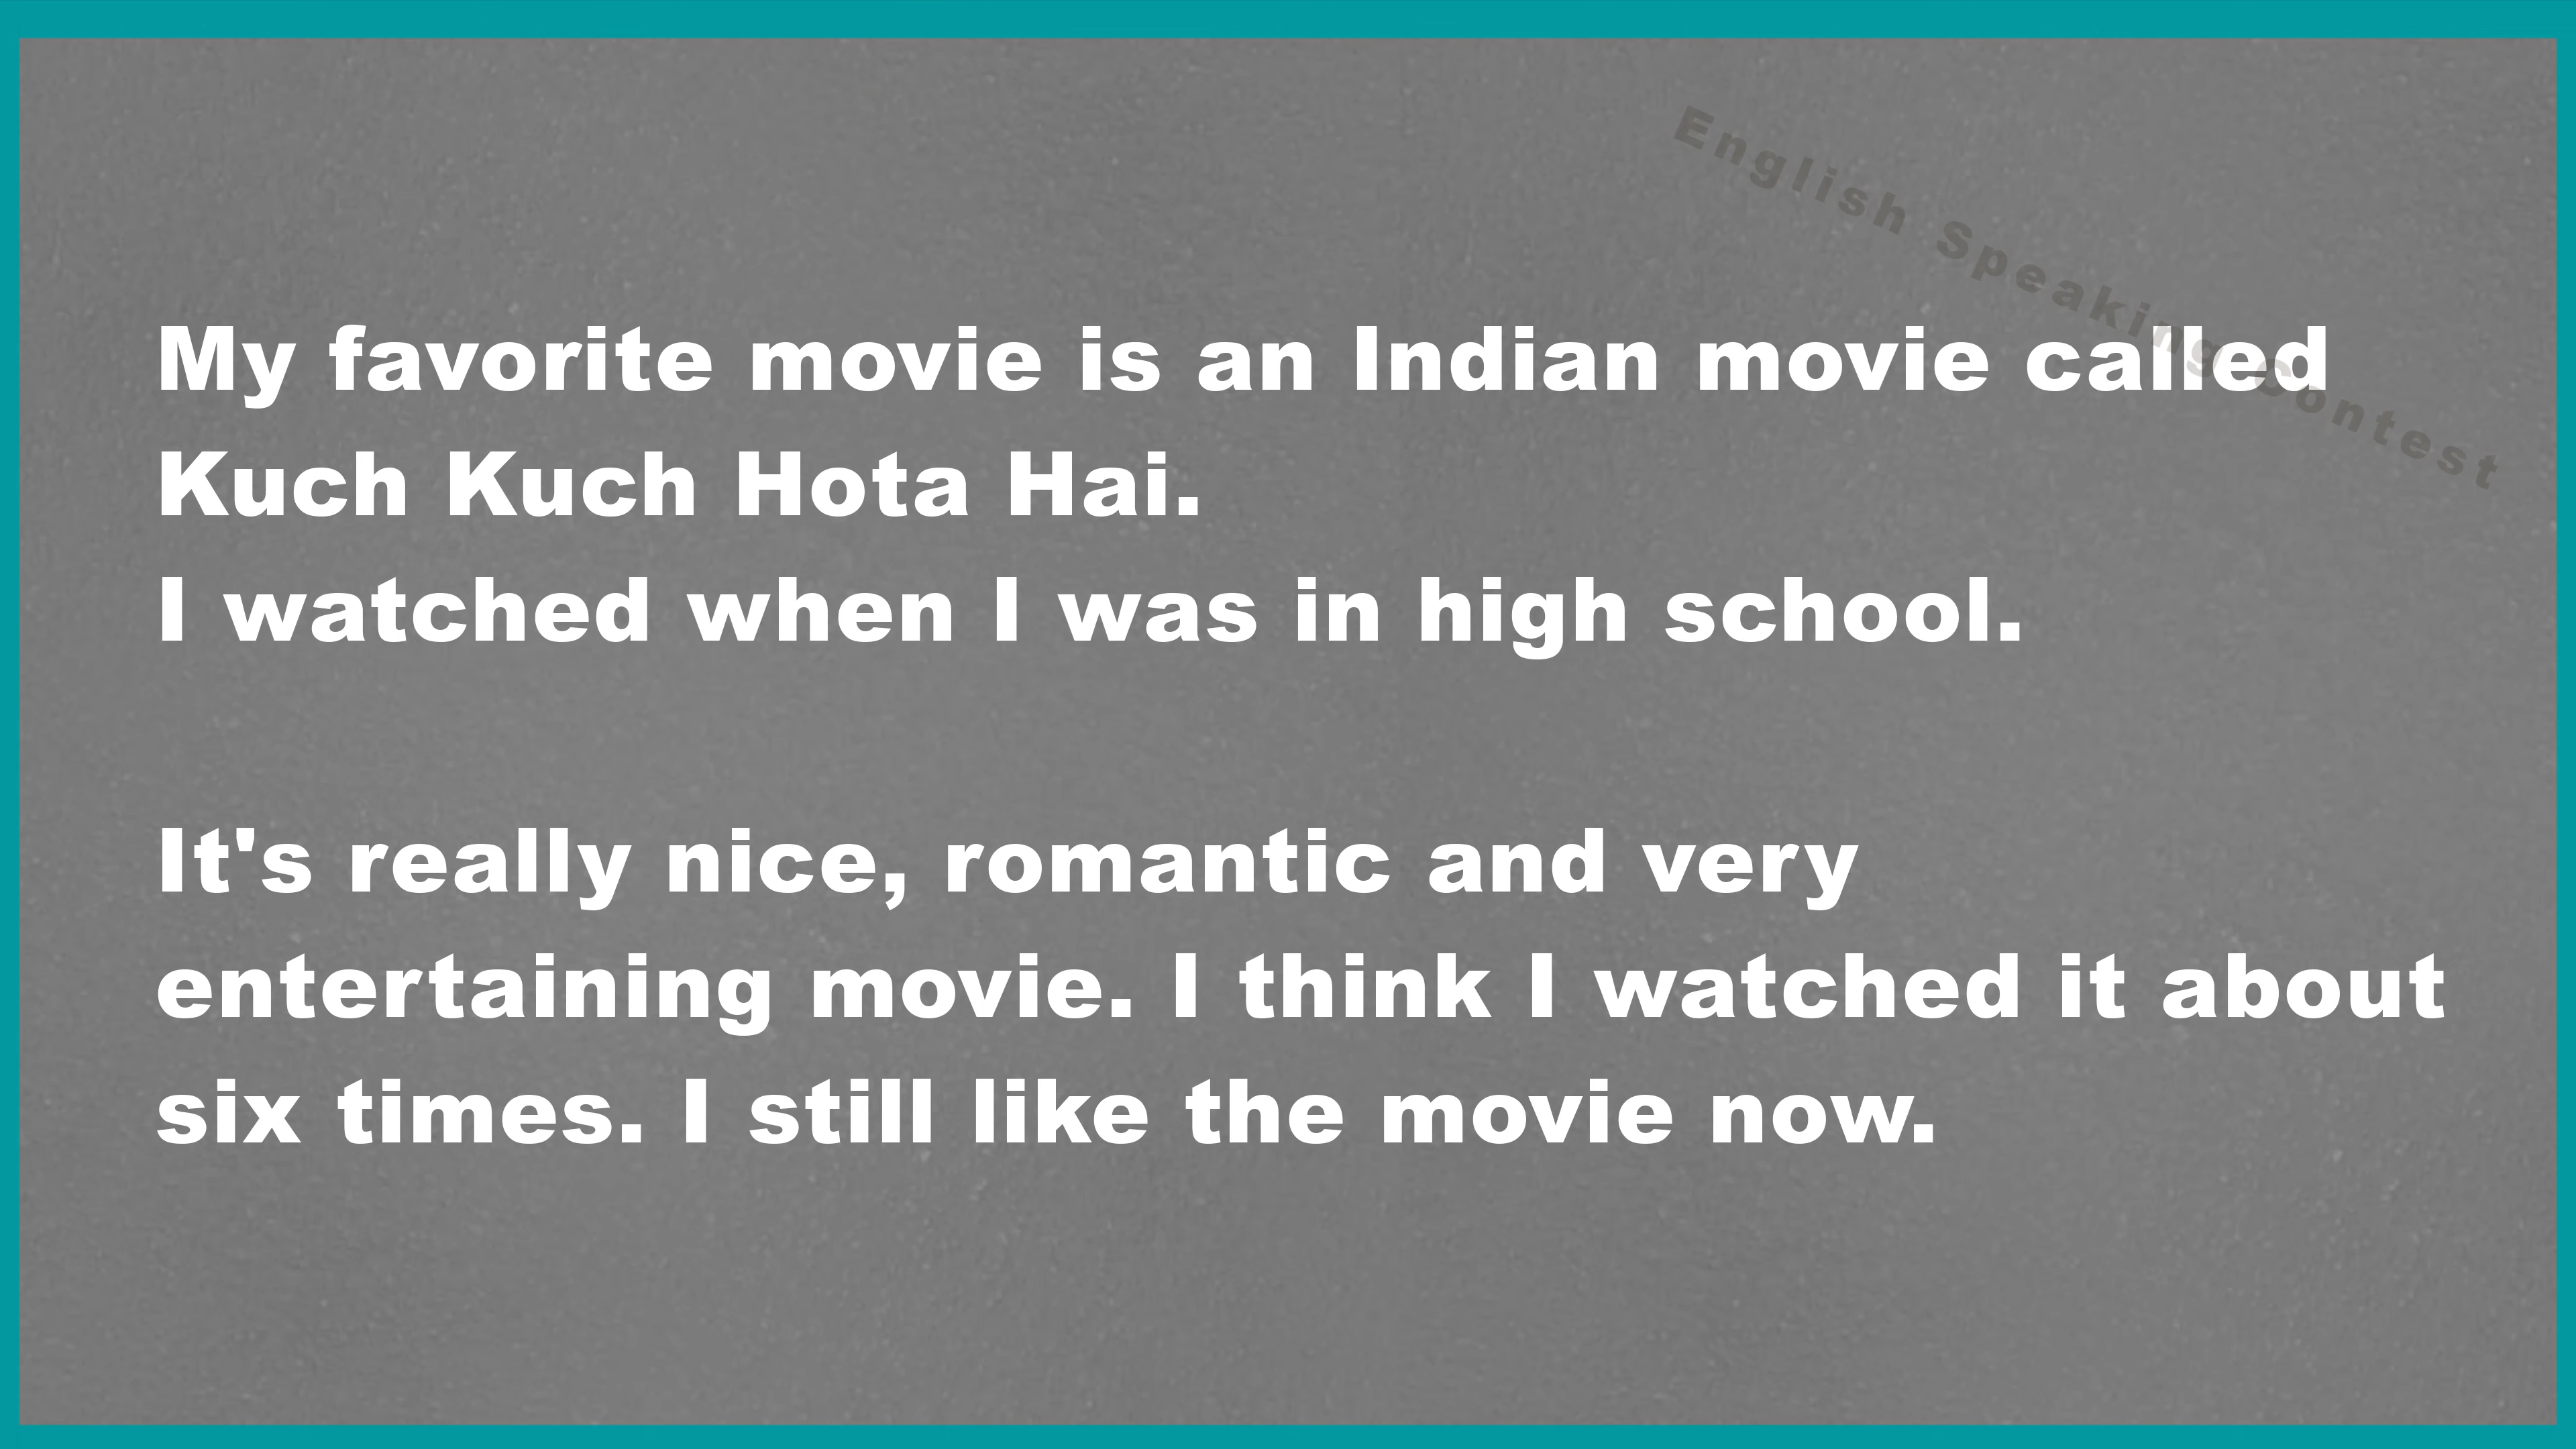 English Speaking Contest
My favorite movie is an Indian movie called
Kuch Kuch Hota Hai.
I watched when I was in high school.
It's really nice, romantic and very
entertaining movie. I think I watched it about
six times. I still like the movie now.